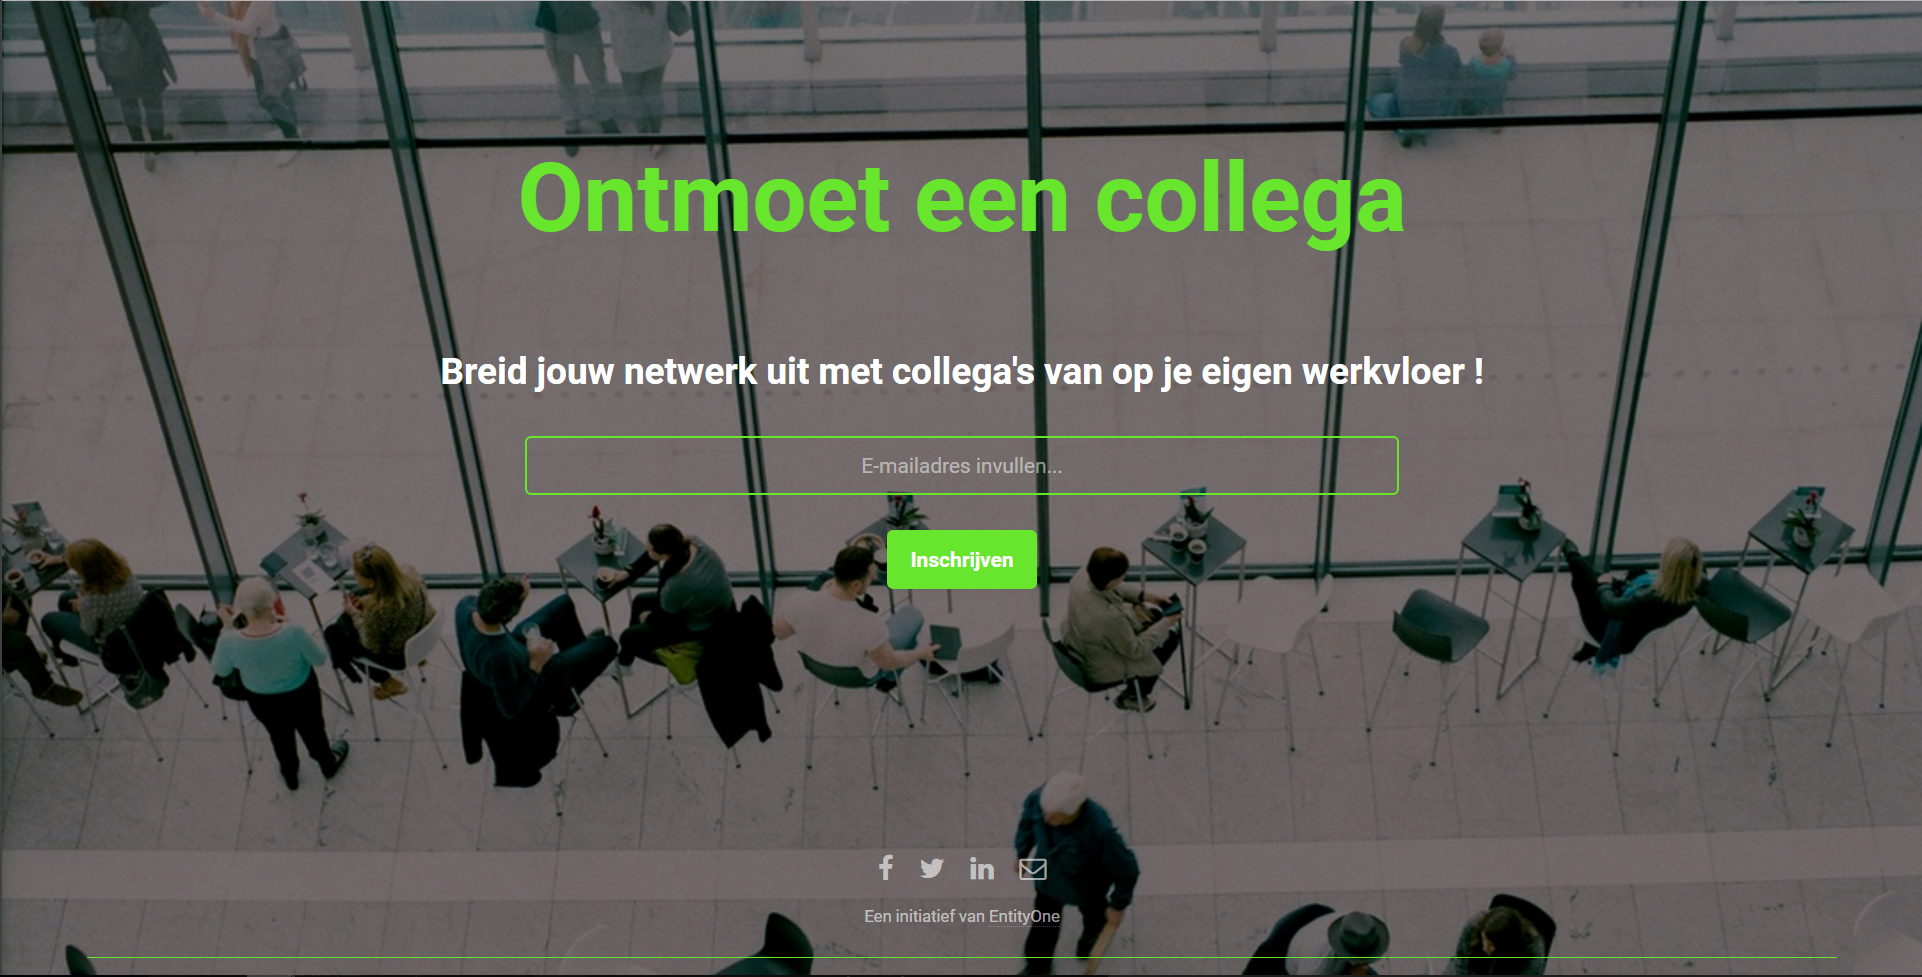 Ontmoet een collega
Breid jouw netwerk uit met collega's van op je eigen werkvloer !
E-mailadres invullen...
Inschrijven
Een initiatief van EntityOne